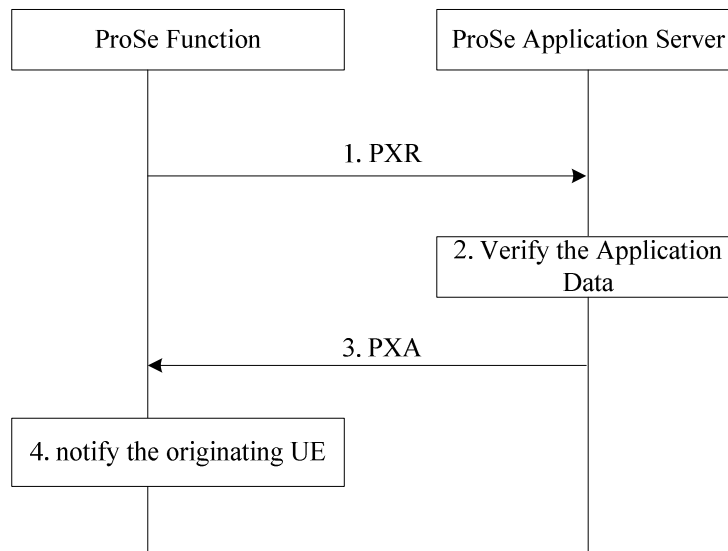 ProSe Function
ProSe Application Server
1. PXR
2. Verify the Application
Data
3. PXA
4. notify the originating UE